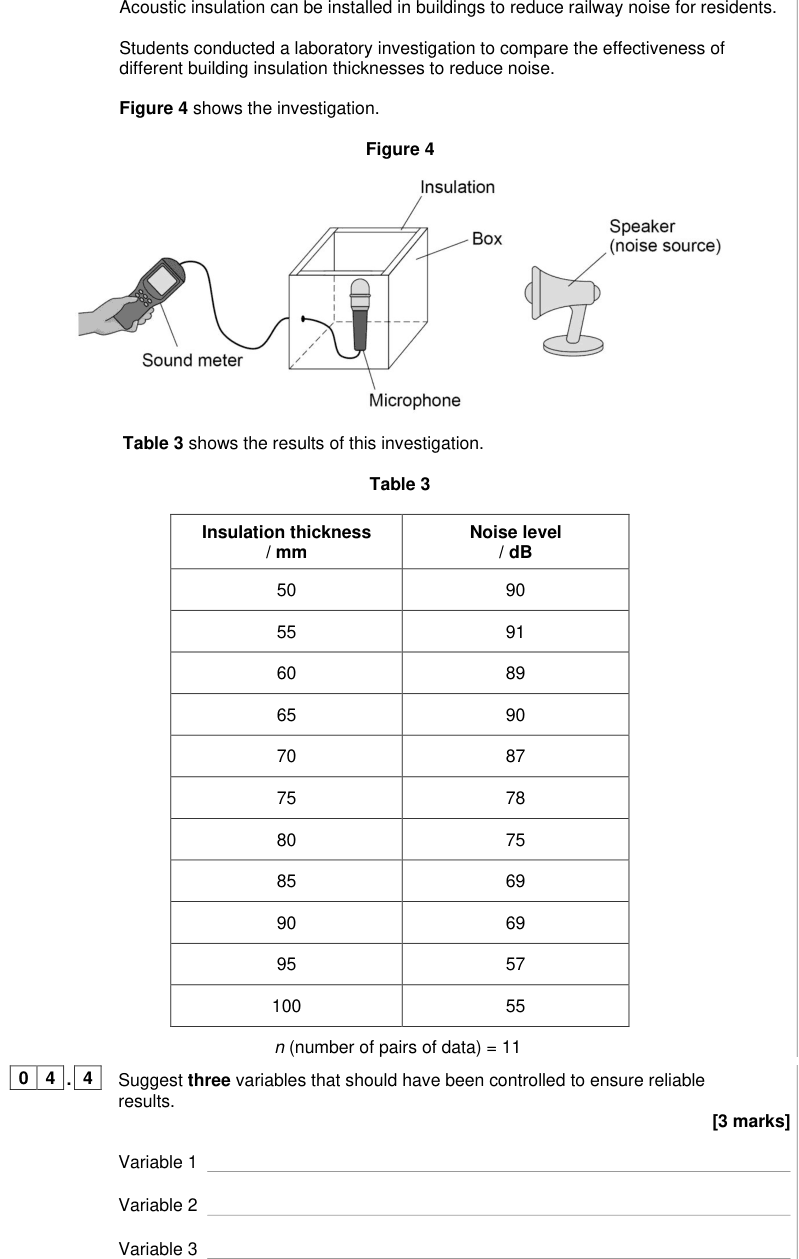 Acoustic insulation can be installed in buildings to reduce railway noise for residents.
Students conducted a laboratory investigation to compare the effectiveness of
different building insulation thicknesses to reduce noise.
Figure 4 shows the investigation.
Figure 4
Insulation
Box
Speaker
(noise source)
Sound meter
Microphone
Table 3 shows the results of this investigation.
Table 3
Insulation thickness / mm Noise level / dB
50 90
55 91
60 89
65 90
70 87
75 78
80 75
85 69
90 69
95 57
100 55
n (number of pairs of data) = 11
0 4 . 4 Suggest three variables that should have been controlled to ensure reliable
results.
[3 marks]
Variable 1
Variable 2
Variable 3